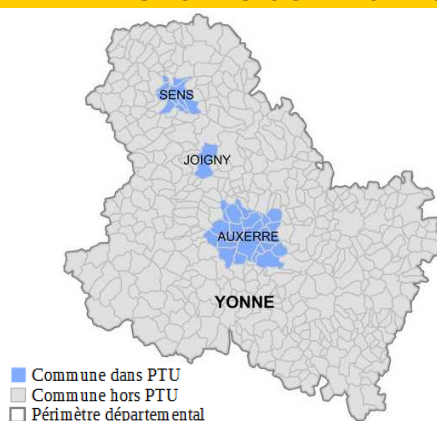 SENS
JOIGNY
AUXERRE
YONNE
Commune dans PTU
Commune hors PTU
Périmètre départemental